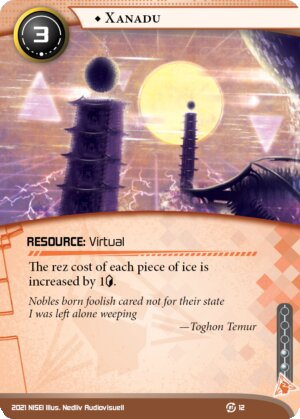 3
◆ Xanadu
RESOURCE: Virtual
The rez cost of each piece of ice is
increased by 1.
Nobles born foolish cared not for their state
I was left alone weeping
—Toghon Temur
2021 NISEI Illus. Nedliv Audiovisuell
12